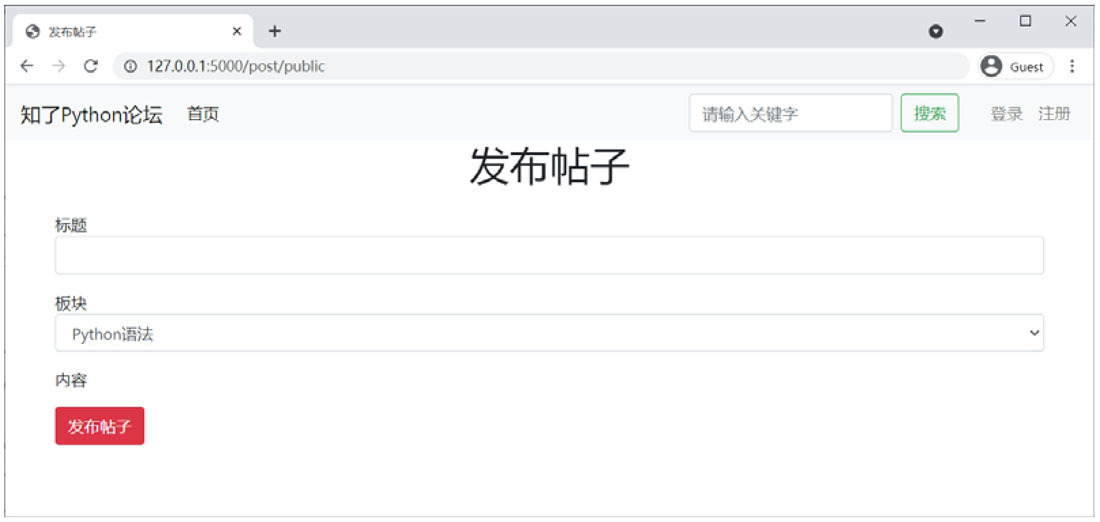 发布帖子
127.0.0.1:5000/post/public
Guest
知了Python论坛 首页 请输入关键字 搜索 登录 注册
发布帖子
标题
板块
Python语法
内容
发布帖子